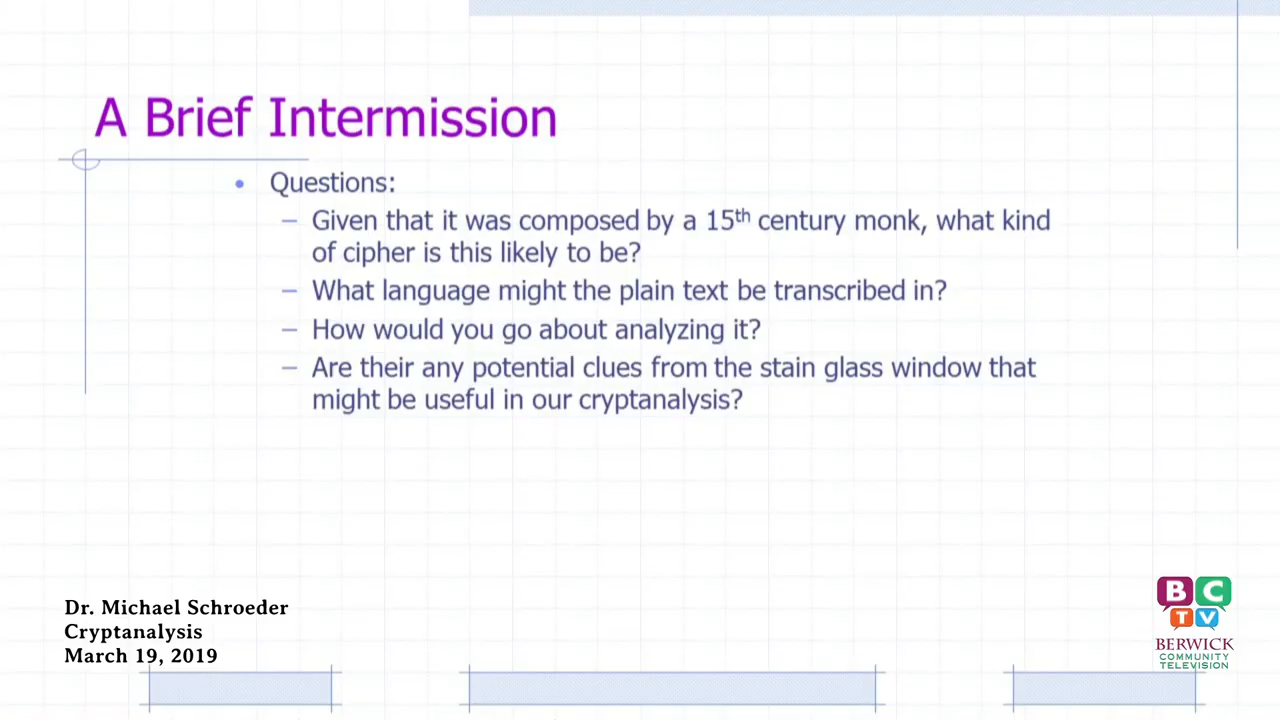 A Brief Intermission
• Questions:
– Given that it was composed by a 15th century monk, what kind
of cipher is this likely to be?
– What language might the plain text be transcribed in?
– How would you go about analyzing it?
– Are their any potential clues from the stain glass window that
might be useful in our cryptanalysis?
Dr. Michael Schroeder
Cryptanalysis
March 19, 2019
BC
TV
BERWICK
COMMUNITY
TELEVISION